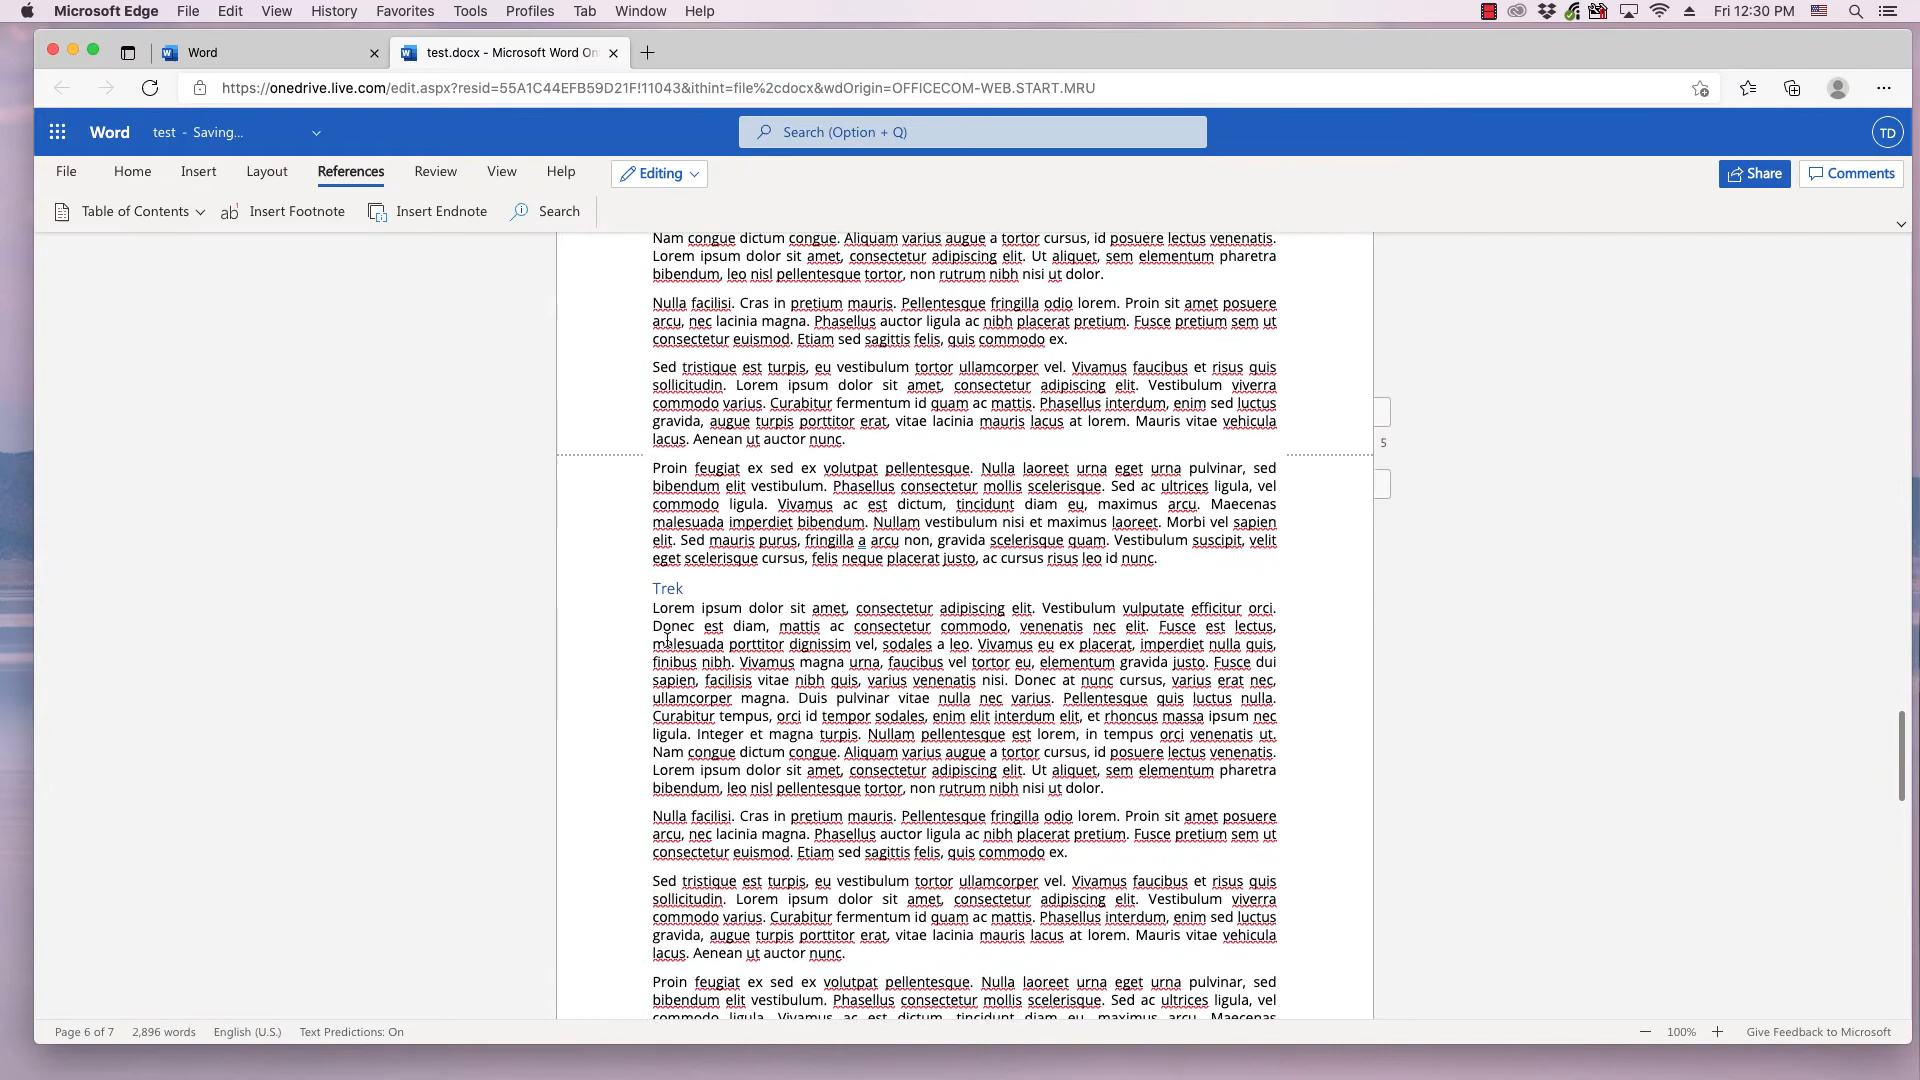 Microsoft Edge File Edit View History Favorites Tools Profiles Tab Window Help Fri 12:30 PM
Word test.docx - Microsoft Word On
https://onedrive.live.com/edit.aspx?resid=55A1C44EFB59D21F!11043&ithint=file%2cdocx&wdOrigin=OFFICECOM-WEB.START.MRU
Word test - Saving... Search (Option + Q) TD
File Home Insert Layout References Review View Help Editing Share Comments
Table of Contents ab Insert Footnote Insert Endnote Search
Nam congue dictum congue. Aliquam varius augue a tortor cursus, id posuere lectus venenatis.
Lorem ipsum dolor sit amet, consectetur adipiscing elit. Ut aliquet, sem elementum pharetra
bibendum, leo nisl pellentesque tortor, non rutrum nibh nisi ut dolor.
Nulla facilisi. Cras in pretium mauris. Pellentesque fringilla odio lorem. Proin sit amet posuere
arcu, nec lacinia magna. Phasellus auctor ligula ac nibh placerat pretium. Fusce pretium sem ut
consectetur euismod. Etiam sed sagittis felis, quis commodo ex.
Sed tristique est turpis, eu vestibulum tortor ullamcorper vel. Vivamus faucibus et risus quis
sollicitudin. Lorem ipsum dolor sit amet, consectetur adipiscing elit. Vestibulum viverra
commodo varius. Curabitur fermentum id quam ac mattis. Phasellus interdum, enim sed luctus
gravida, augue turpis porttitor erat, vitae lacinia mauris lacus at lorem. Mauris vitae vehicula
lacus. Aenean ut auctor nunc.
5
Proin feugiat ex sed ex volutpat pellentesque. Nulla laoreet urna eget urna pulvinar, sed
bibendum elit vestibulum. Phasellus consectetur mollis scelerisque. Sed ac ultrices ligula, vel
commodo ligula. Vivamus ac est dictum, tincidunt diam eu, maximus arcu. Maecenas
malesuada imperdiet bibendum. Nullam vestibulum nisi et maximus laoreet. Morbi vel sapien
elit. Sed mauris purus, fringilla a arcu non, gravida scelerisque quam. Vestibulum suscipit, velit
eget scelerisque cursus, felis neque placerat justo, ac cursus risus leo id nunc.
Trek
Lorem ipsum dolor sit amet, consectetur adipiscing elit. Vestibulum vulputate efficitur orci.
Donec est diam, mattis ac consectetur commodo, venenatis nec elit. Fusce est lectus,
malesuada porttitor dignissim vel, sodales a leo. Vivamus eu ex placerat, imperdiet nulla quis,
finibus nibh. Vivamus magna urna, faucibus vel tortor eu, elementum gravida justo. Fusce dui
sapien, facilisis vitae nibh quis, varius venenatis nisi. Donec at nunc cursus, varius erat nec,
ullamcorper magna. Duis pulvinar vitae nulla nec varius. Pellentesque quis luctus nulla.
Curabitur tempus, orci id tempor sodales, enim elit interdum elit, et rhoncus massa ipsum nec
ligula. Integer et magna turpis. Nullam pellentesque est lorem, in tempus orci venenatis ut.
Nam congue dictum congue. Aliquam varius augue a tortor cursus, id posuere lectus venenatis.
Lorem ipsum dolor sit amet, consectetur adipiscing elit. Ut aliquet, sem elementum pharetra
bibendum, leo nisl pellentesque tortor, non rutrum nibh nisi ut dolor.
Nulla facilisi. Cras in pretium mauris. Pellentesque fringilla odio lorem. Proin sit amet posuere
arcu, nec lacinia magna. Phasellus auctor ligula ac nibh placerat pretium. Fusce pretium sem ut
consectetur euismod. Etiam sed sagittis felis, quis commodo ex.
Sed tristique est turpis, eu vestibulum tortor ullamcorper vel. Vivamus faucibus et risus quis
sollicitudin. Lorem ipsum dolor sit amet, consectetur adipiscing elit. Vestibulum viverra
commodo varius. Curabitur fermentum id quam ac mattis. Phasellus interdum, enim sed luctus
gravida, augue turpis porttitor erat, vitae lacinia mauris lacus at lorem. Mauris vitae vehicula
lacus. Aenean ut auctor nunc.
Proin feugiat ex sed ex volutpat pellentesque. Nulla laoreet urna eget urna pulvinar, sed
bibendum elit vestibulum. Phasellus consectetur mollis scelerisque. Sed ac ultrices ligula, vel
commodo ligula. Vivamus ac est dictum, tincidunt diam eu, maximus arcu. Maecenas
Page 6 of 7 2,896 words English (U.S.) Text Predictions: On 100% Give Feedback to Microsoft